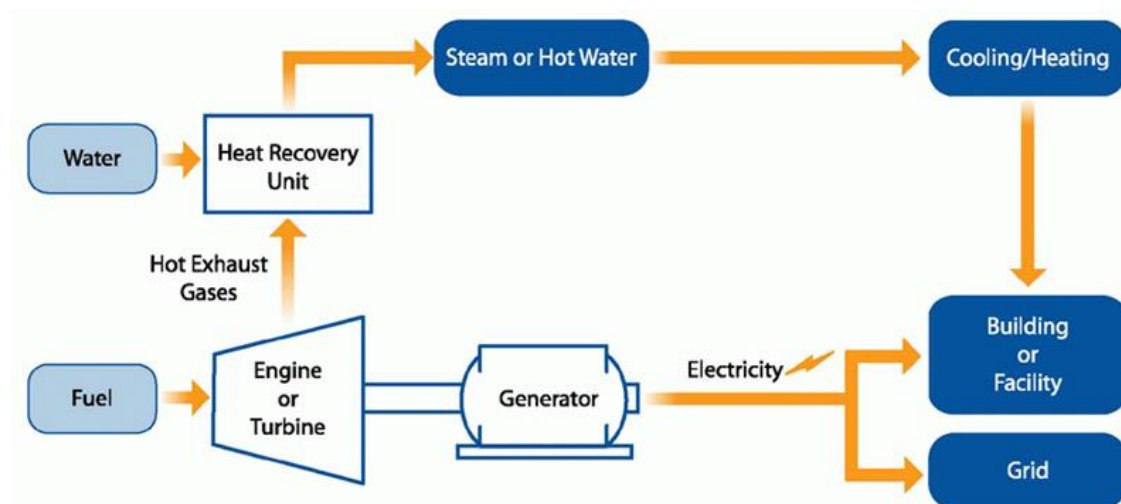 Steam or Hot Water
Cooling/Heating
Water
Heat Recovery
Unit
Hot Exhaust
Gases
Fuel
Engine
or
Turbine
Generator
Electricity
Building
or
Facility
Grid